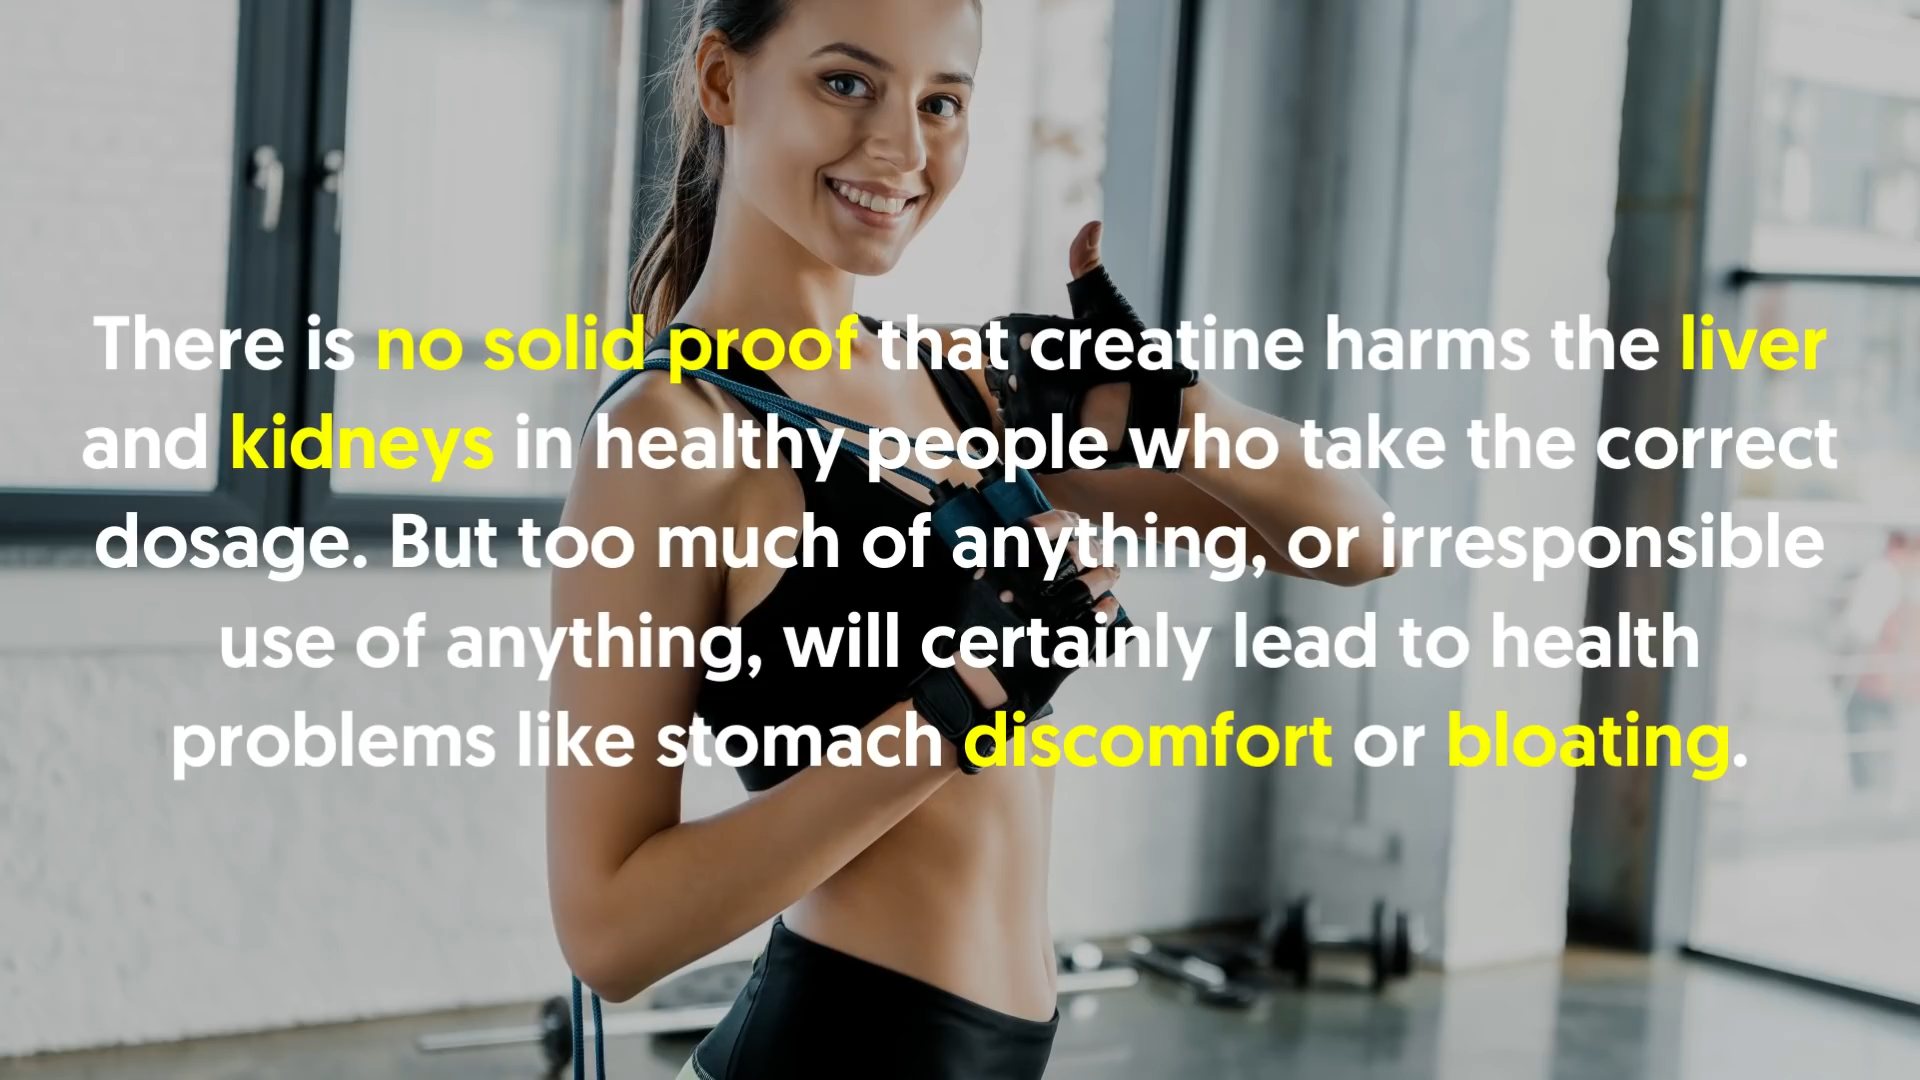 There is no solid proof that creatine harms the liver
and kidneys in healthy people who take the correct
dosage. But too much of anything, or irresponsible
use of anything, will certainly lead to health
problems like stomach discomfort or bloating.